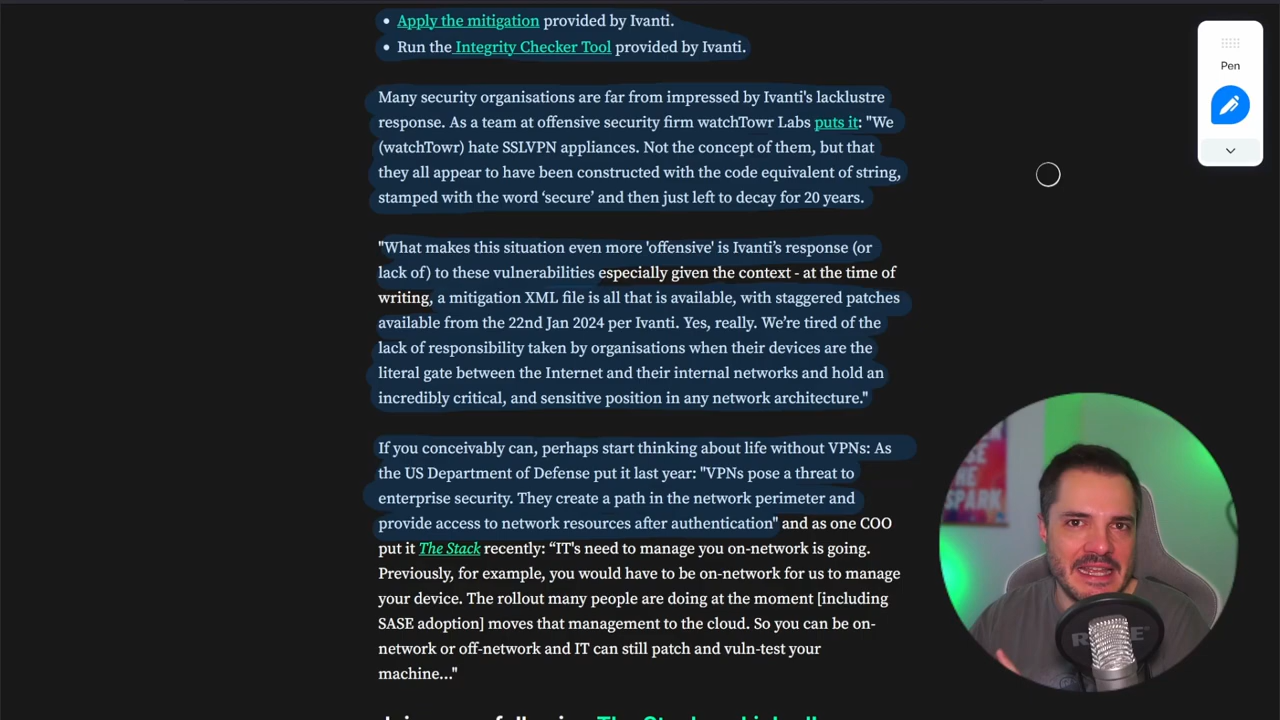 • Apply the mitigation provided by Ivanti.
• Run the Integrity Checker Tool provided by Ivanti.
Many security organisations are far from impressed by Ivanti's lacklustre
response. As a team at offensive security firm watchTowr Labs puts it: "We
(watchTowr) hate SSLVPN appliances. Not the concept of them, but that
they all appear to have been constructed with the code equivalent of string,
stamped with the word ‘secure’ and then just left to decay for 20 years.
"What makes this situation even more 'offensive' is Ivanti’s response (or
lack of) to these vulnerabilities especially given the context - at the time of
writing, a mitigation XML file is all that is available, with staggered patches
available from the 22nd Jan 2024 per Ivanti. Yes, really. We’re tired of the
lack of responsibility taken by organisations when their devices are the
literal gate between the Internet and their internal networks and hold an
incredibly critical, and sensitive position in any network architecture."
If you conceivably can, perhaps start thinking about life without VPNs: As
the US Department of Defense put it last year: "VPNs pose a threat to
enterprise security. They create a path in the network perimeter and
provide access to network resources after authentication" and as one COO
put it The Stack recently: “IT's need to manage you on-network is going.
Previously, for example, you would have to be on-network for us to manage
your device. The rollout many people are doing at the moment [including
SASE adoption] moves that management to the cloud. So you can be on-
network or off-network and IT can still patch and vuln-test your
machine…"
Pen
THE
SPARK